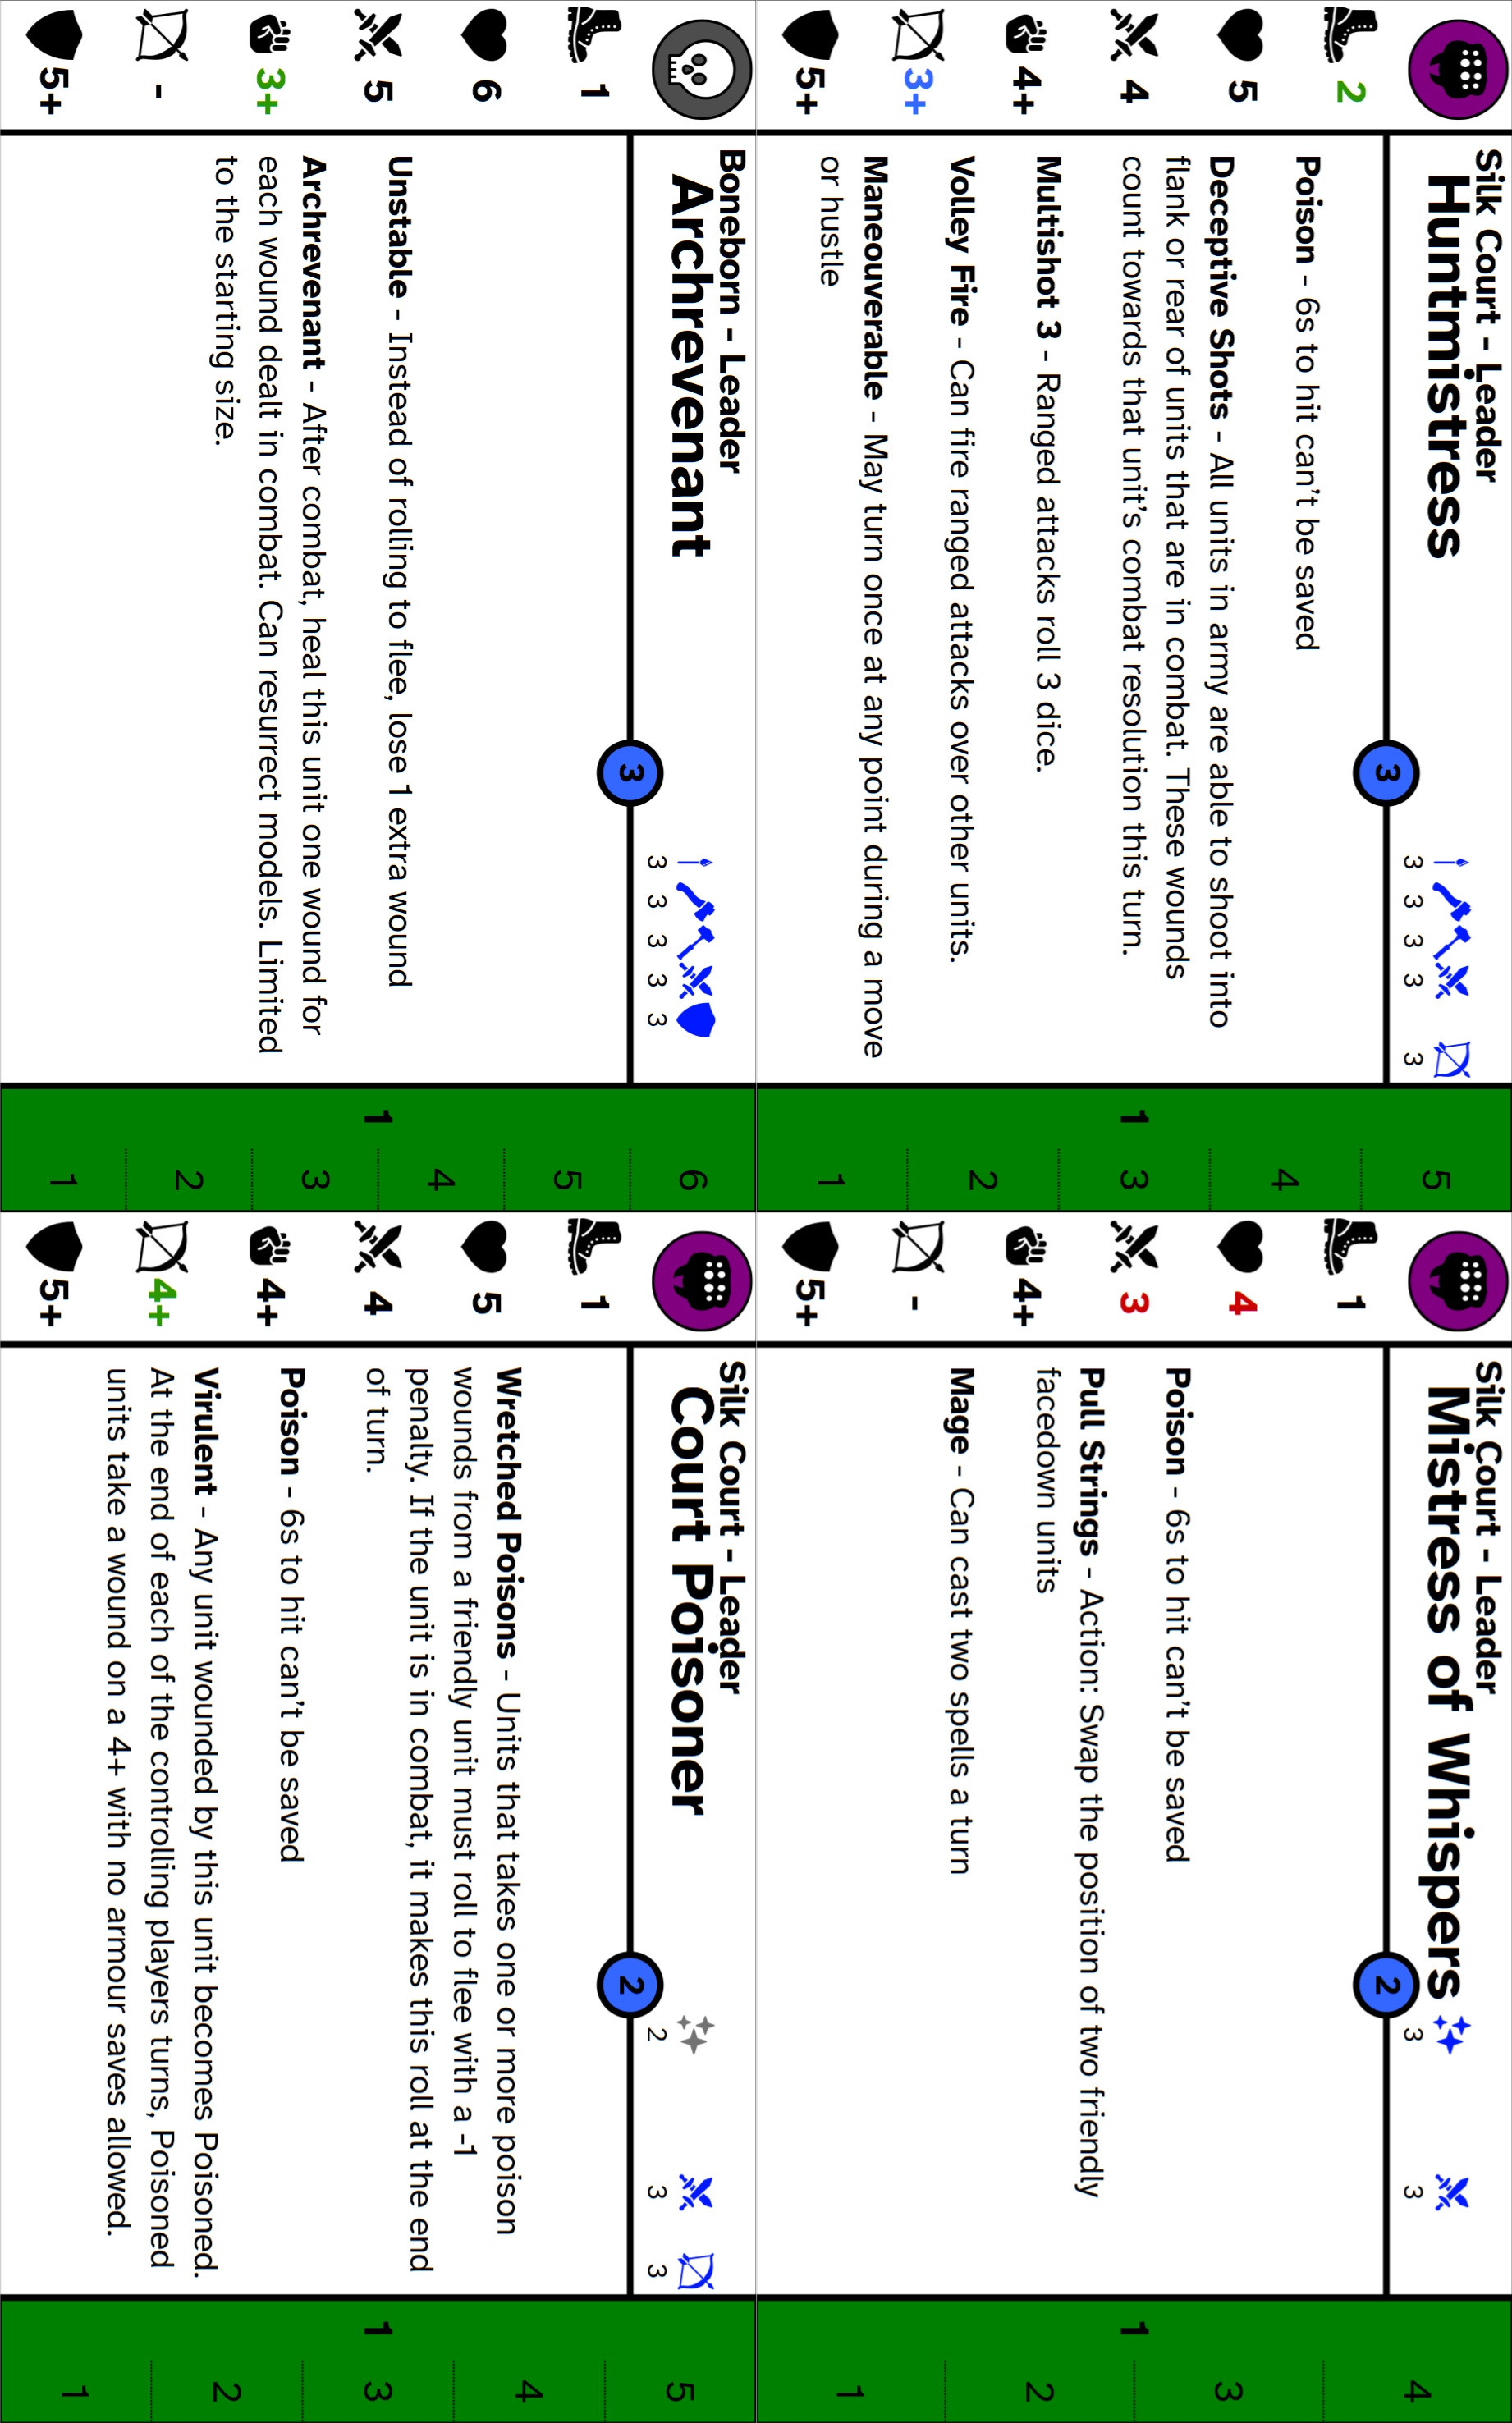 Silk Court - Leader
Huntmistress
2
5
4
4+
3+
5+
3
3
3
3
3
3
Poison - 6s to hit can't be saved
Deceptive Shots - All units in army are able to shoot into
flank or rear of units that are in combat. These wounds
count towards that unit's combat resolution this turn.
Multishot 3 - Ranged attacks roll 3 dice.
Volley Fire - Can fire ranged attacks over other units.
Maneouverable - May turn once at any point during a move
or hustle
1
5
4
3
2
1
Silk Court - Leader
Mistress of Whispers
1
4
3
4+
-
5+
2
3
3
Poison - 6s to hit can't be saved
Pull Strings - Action: Swap the position of two friendly
facedown units
Mage - Can cast two spells a turn
1
4
3
2
1
Boneborn - Leader
Archrevenant
1
6
5
3+
-
5+
3
3
3
3
3
3
Unstable - Instead of rolling to flee, lose 1 extra wound
Archrevenant - After combat, heal this unit one wound for
each wound dealt in combat. Can resurrect models. Limited
to the starting size.
1
6
5
4
3
2
1
Silk Court - Leader
Court Poisoner
1
5
4
4+
4+
5+
2
2
3
3
Wretched Poisons - Units that takes one or more poison
wounds from a friendly unit must roll to flee with a -1
penalty. If the unit is in combat, it makes this roll at the end
of turn.
Poison - 6s to hit can't be saved
Virulent - Any unit wounded by this unit becomes Poisoned.
At the end of each of the controlling players turns, Poisoned
units take a wound on a 4+ with no armour saves allowed.
1
5
4
3
2
1